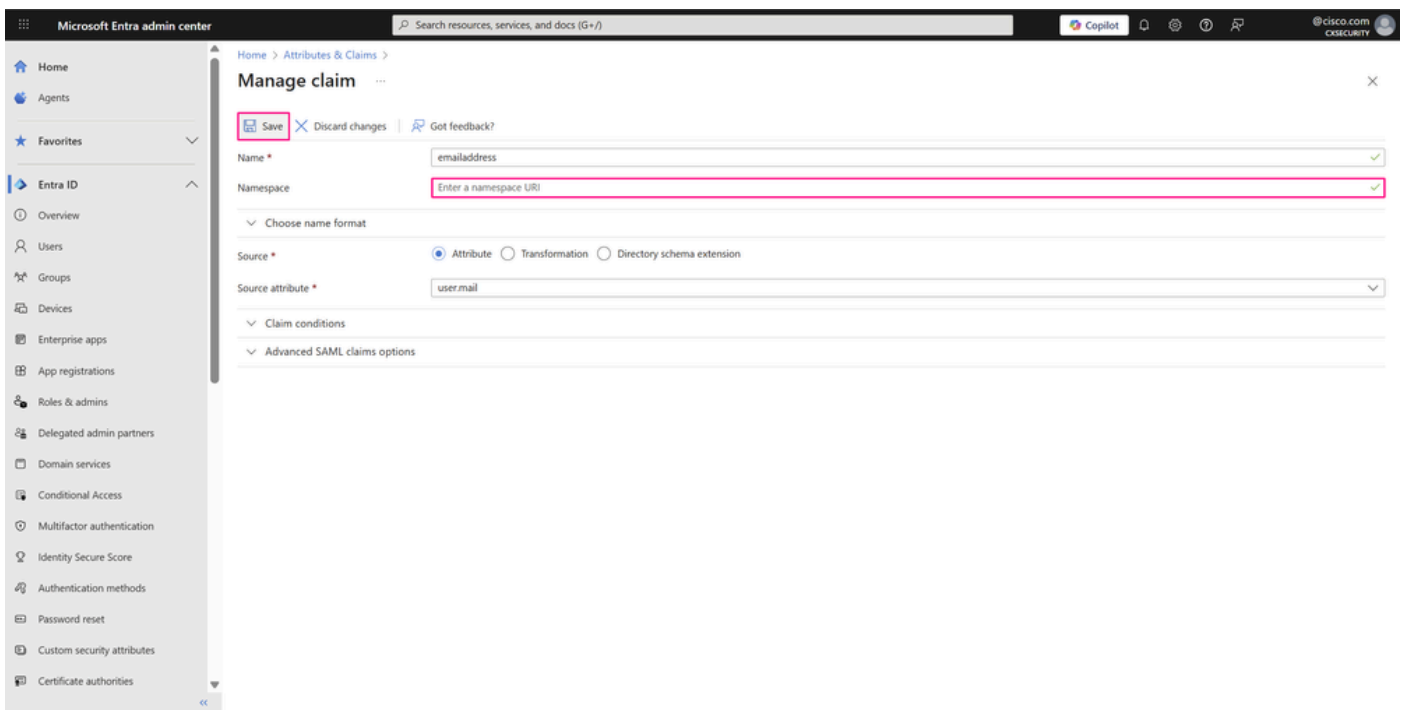 Microsoft Entra admin center
Search resources, services, and docs (G+/)
Copilot
@cisco.com
CXSECURITY
Home
Agents
Favorites
Entra ID
Overview
Users
Groups
Devices
Enterprise apps
App registrations
Roles & admins
Delegated admin partners
Domain services
Conditional Access
Multifactor authentication
Identity Secure Score
Authentication methods
Password reset
Custom security attributes
Certificate authorities
Home > Attributes & Claims >
Manage claim ...
Save Discard changes Got feedback?
Name * emailaddress
Namespace Enter a namespace URI
Choose name format
Source * Attribute Transformation Directory schema extension
Source attribute * user.mail
Claim conditions
Advanced SAML claims options